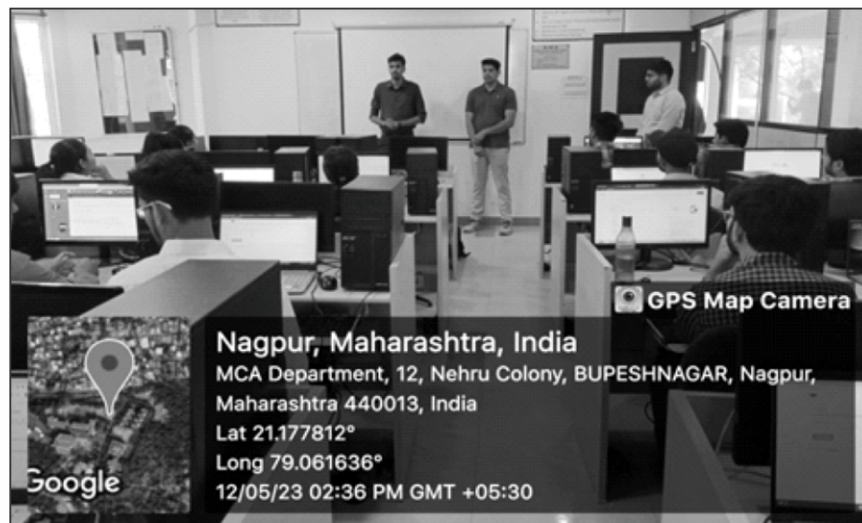 GPS Map Camera
Nagpur, Maharashtra, India
MCA Department, 12, Nehru Colony, BUPESHNAGAR, Nagpur,
Maharashtra 440013, India
Lat 21.177812°
Long 79.061636°
12/05/23 02:36 PM GMT +05:30
Google